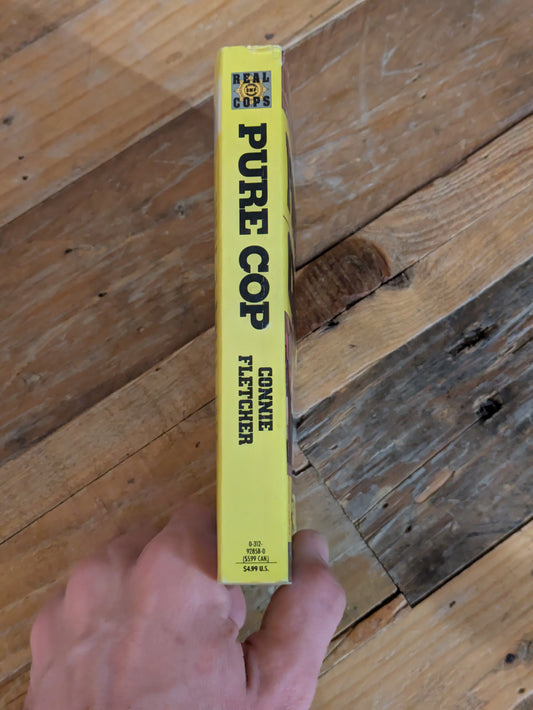 REAL
COPS
PURE COP
CONNIE
FLETCHER
0-312-
92858-0
[$5.99 CAN]
$4.99 U.S.